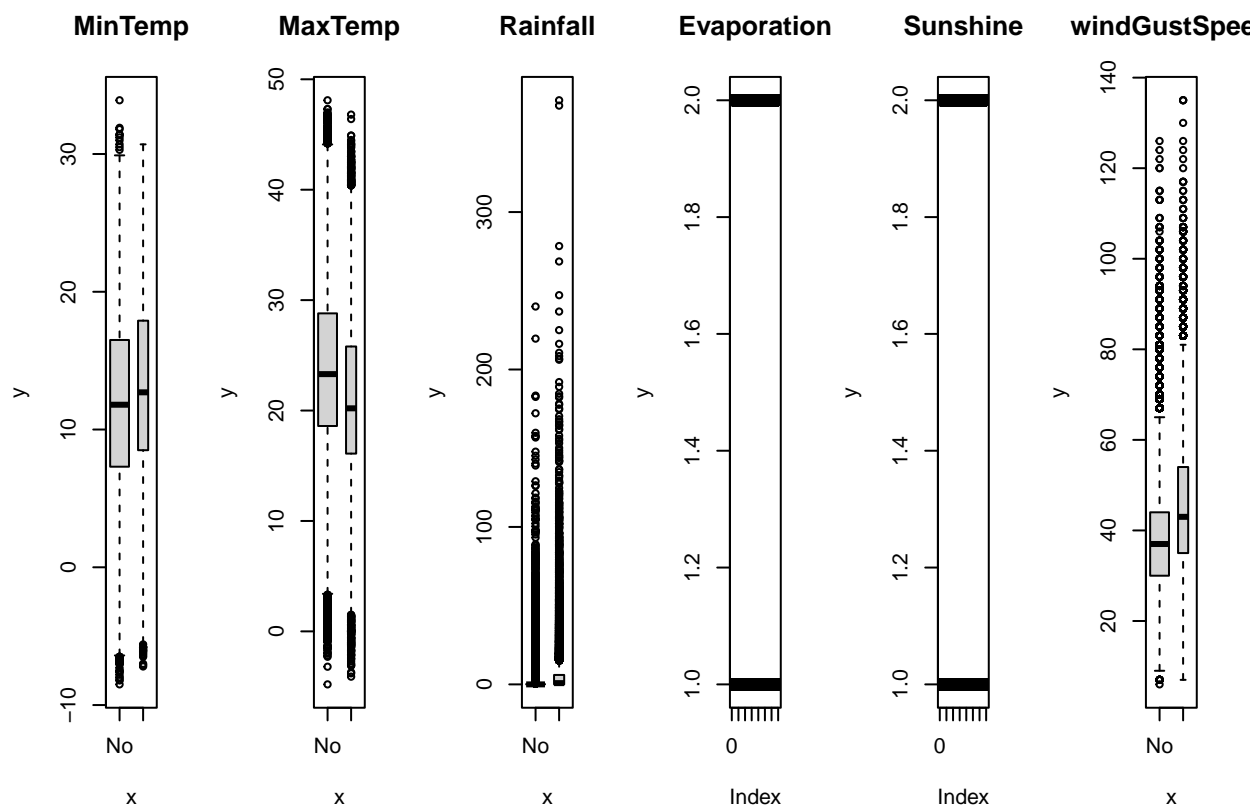 MinTemp
MaxTemp
Rainfall
Evaporation
Sunshine
windGustSpee
y
−10
0
10
20
30
No
x
y
0
10
20
30
40
50
No
x
y
0
100
200
300
No
x
y
1.0
1.2
1.4
1.6
1.8
2.0
0
Index
y
1.0
1.2
1.4
1.6
1.8
2.0
0
Index
y
20
40
60
80
100
120
140
No
x